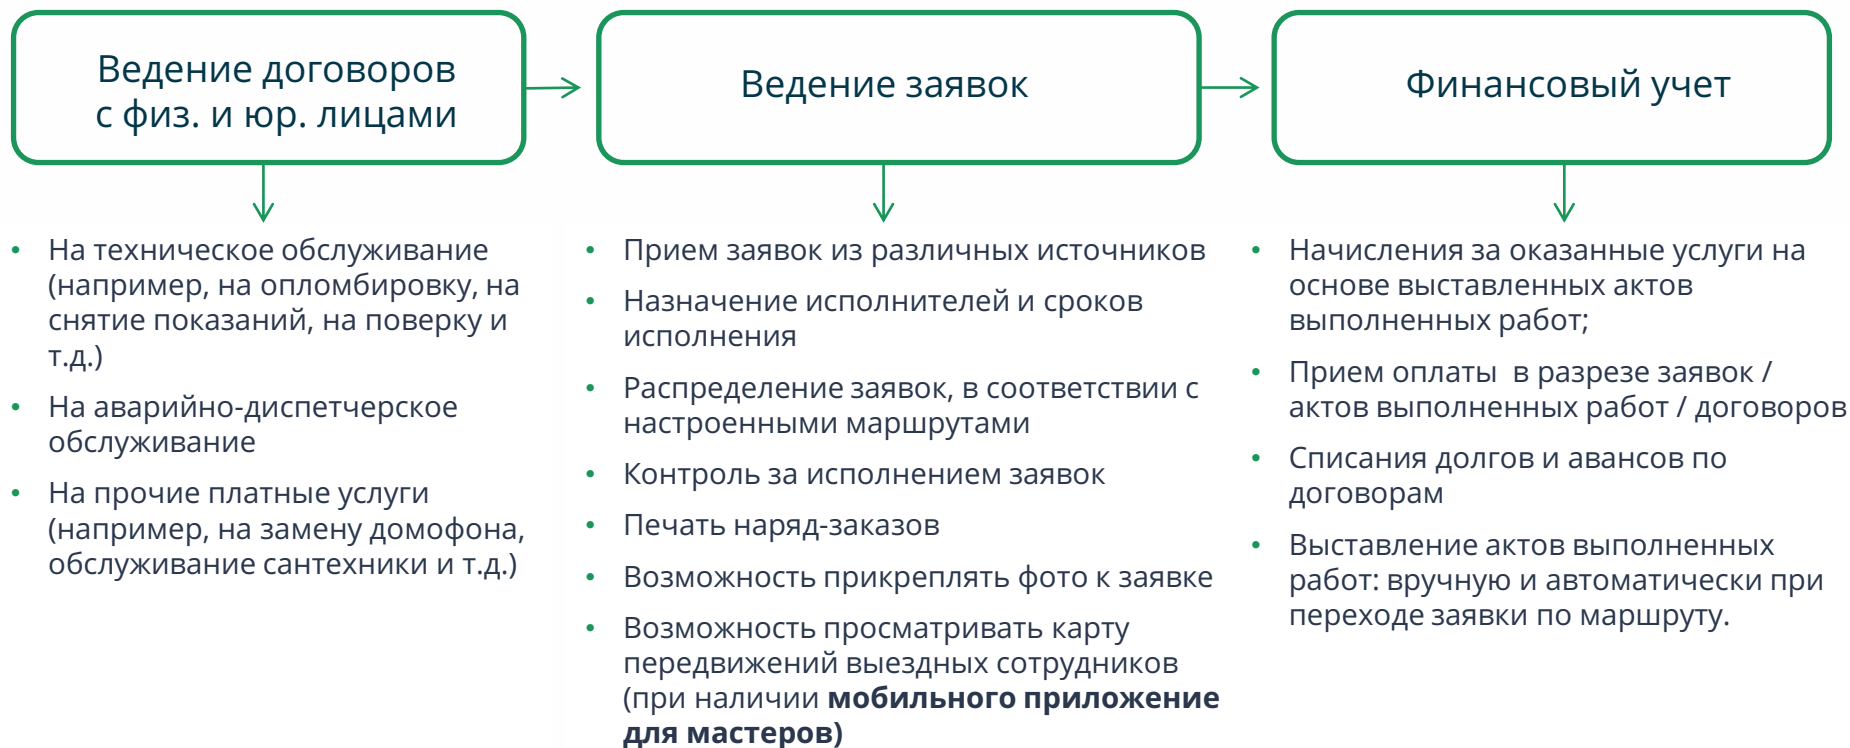 Ведение договоров
с физ. и юр. лицами
Ведение заявок
Финансовый учет
• На техническое обслуживание
(например, на опломбировку, на
снятие показаний, на поверку и
т.д.)
• На аварийно-диспетчерское
обслуживание
• На прочие платные услуги
(например, на замену домофона,
обслуживание сантехники и т.д.)
• Прием заявок из различных источников
• Назначение исполнителей и сроков
исполнения
• Распределение заявок, в соответствии с
настроенными маршрутами
• Контроль за исполнением заявок
• Печать наряд-заказов
• Возможность прикреплять фото к заявке
• Возможность просматривать карту
передвижений выездных сотрудников
(при наличии мобильного приложение
для мастеров)
• Начисления за оказанные услуги на
основе выставленных актов
выполненных работ;
• Прием оплаты  в разрезе заявок /
актов выполненных работ / договоров
• Списания долгов и авансов по
договорам
• Выставление актов выполненных
работ: вручную и автоматически при
переходе заявки по маршруту.